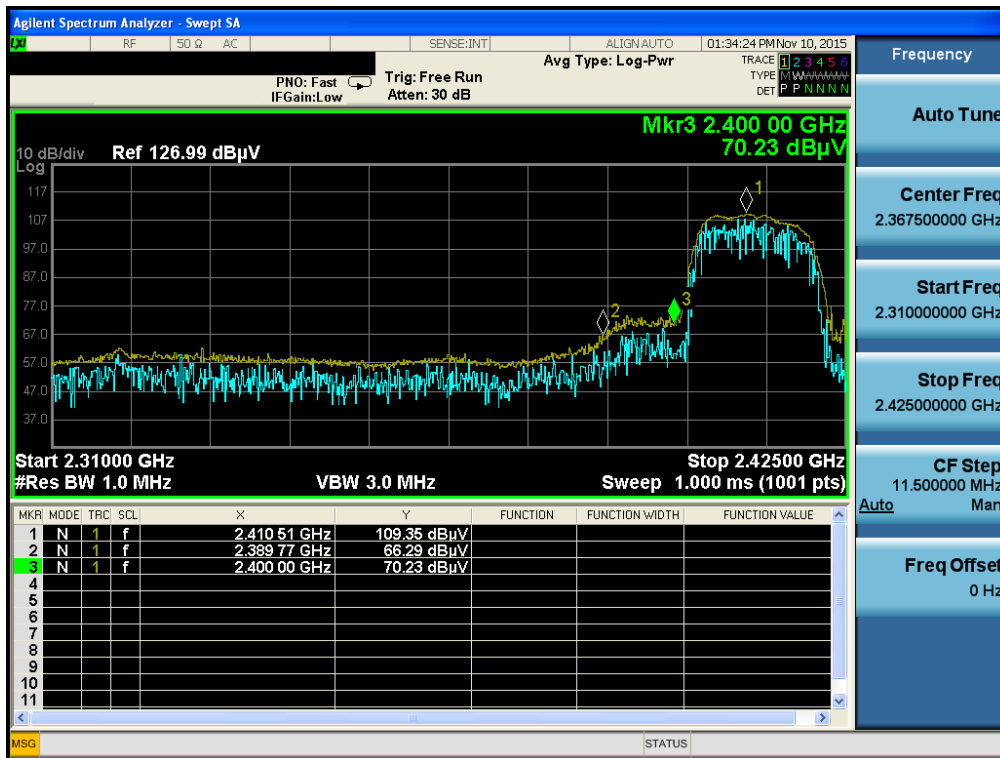 Agilent Spectrum Analyzer - Swept SA
LXI RF 50 Ω AC SENSE:INT ALIGN AUTO 01:34:24 PM Nov 10, 2015
Avg Type: Log-Pwr TRACE 1 2 3 4 5 6
PNO: Fast Trig: Free Run TYPE M W
IFGain:Low Atten: 30 dB DET P P N N N N
Mkr3 2.400 00 GHz
70.23 dBµV
10 dB/div Ref 126.99 dBµV
Log
117
107
97.0
87.0
77.0
67.0
57.0
47.0
37.0
1
2
3
Start 2.31000 GHz Stop 2.42500 GHz
#Res BW 1.0 MHz VBW 3.0 MHz Sweep 1.000 ms (1001 pts)
MKR MODE TRC SCL X Y FUNCTION FUNCTION WIDTH FUNCTION VALUE
1 N 1 f 2.410 51 GHz 109.35 dBµV
2 N 1 f 2.389 77 GHz 66.29 dBµV
3 N 1 f 2.400 00 GHz 70.23 dBµV
4
5
6
7
8
9
10
11
MSG STATUS
Frequency
Auto Tune
Center Freq
2.367500000 GHz
Start Freq
2.310000000 GHz
Stop Freq
2.425000000 GHz
CF Step
11.500000 MHz
Auto Man
Freq Offset
0 Hz